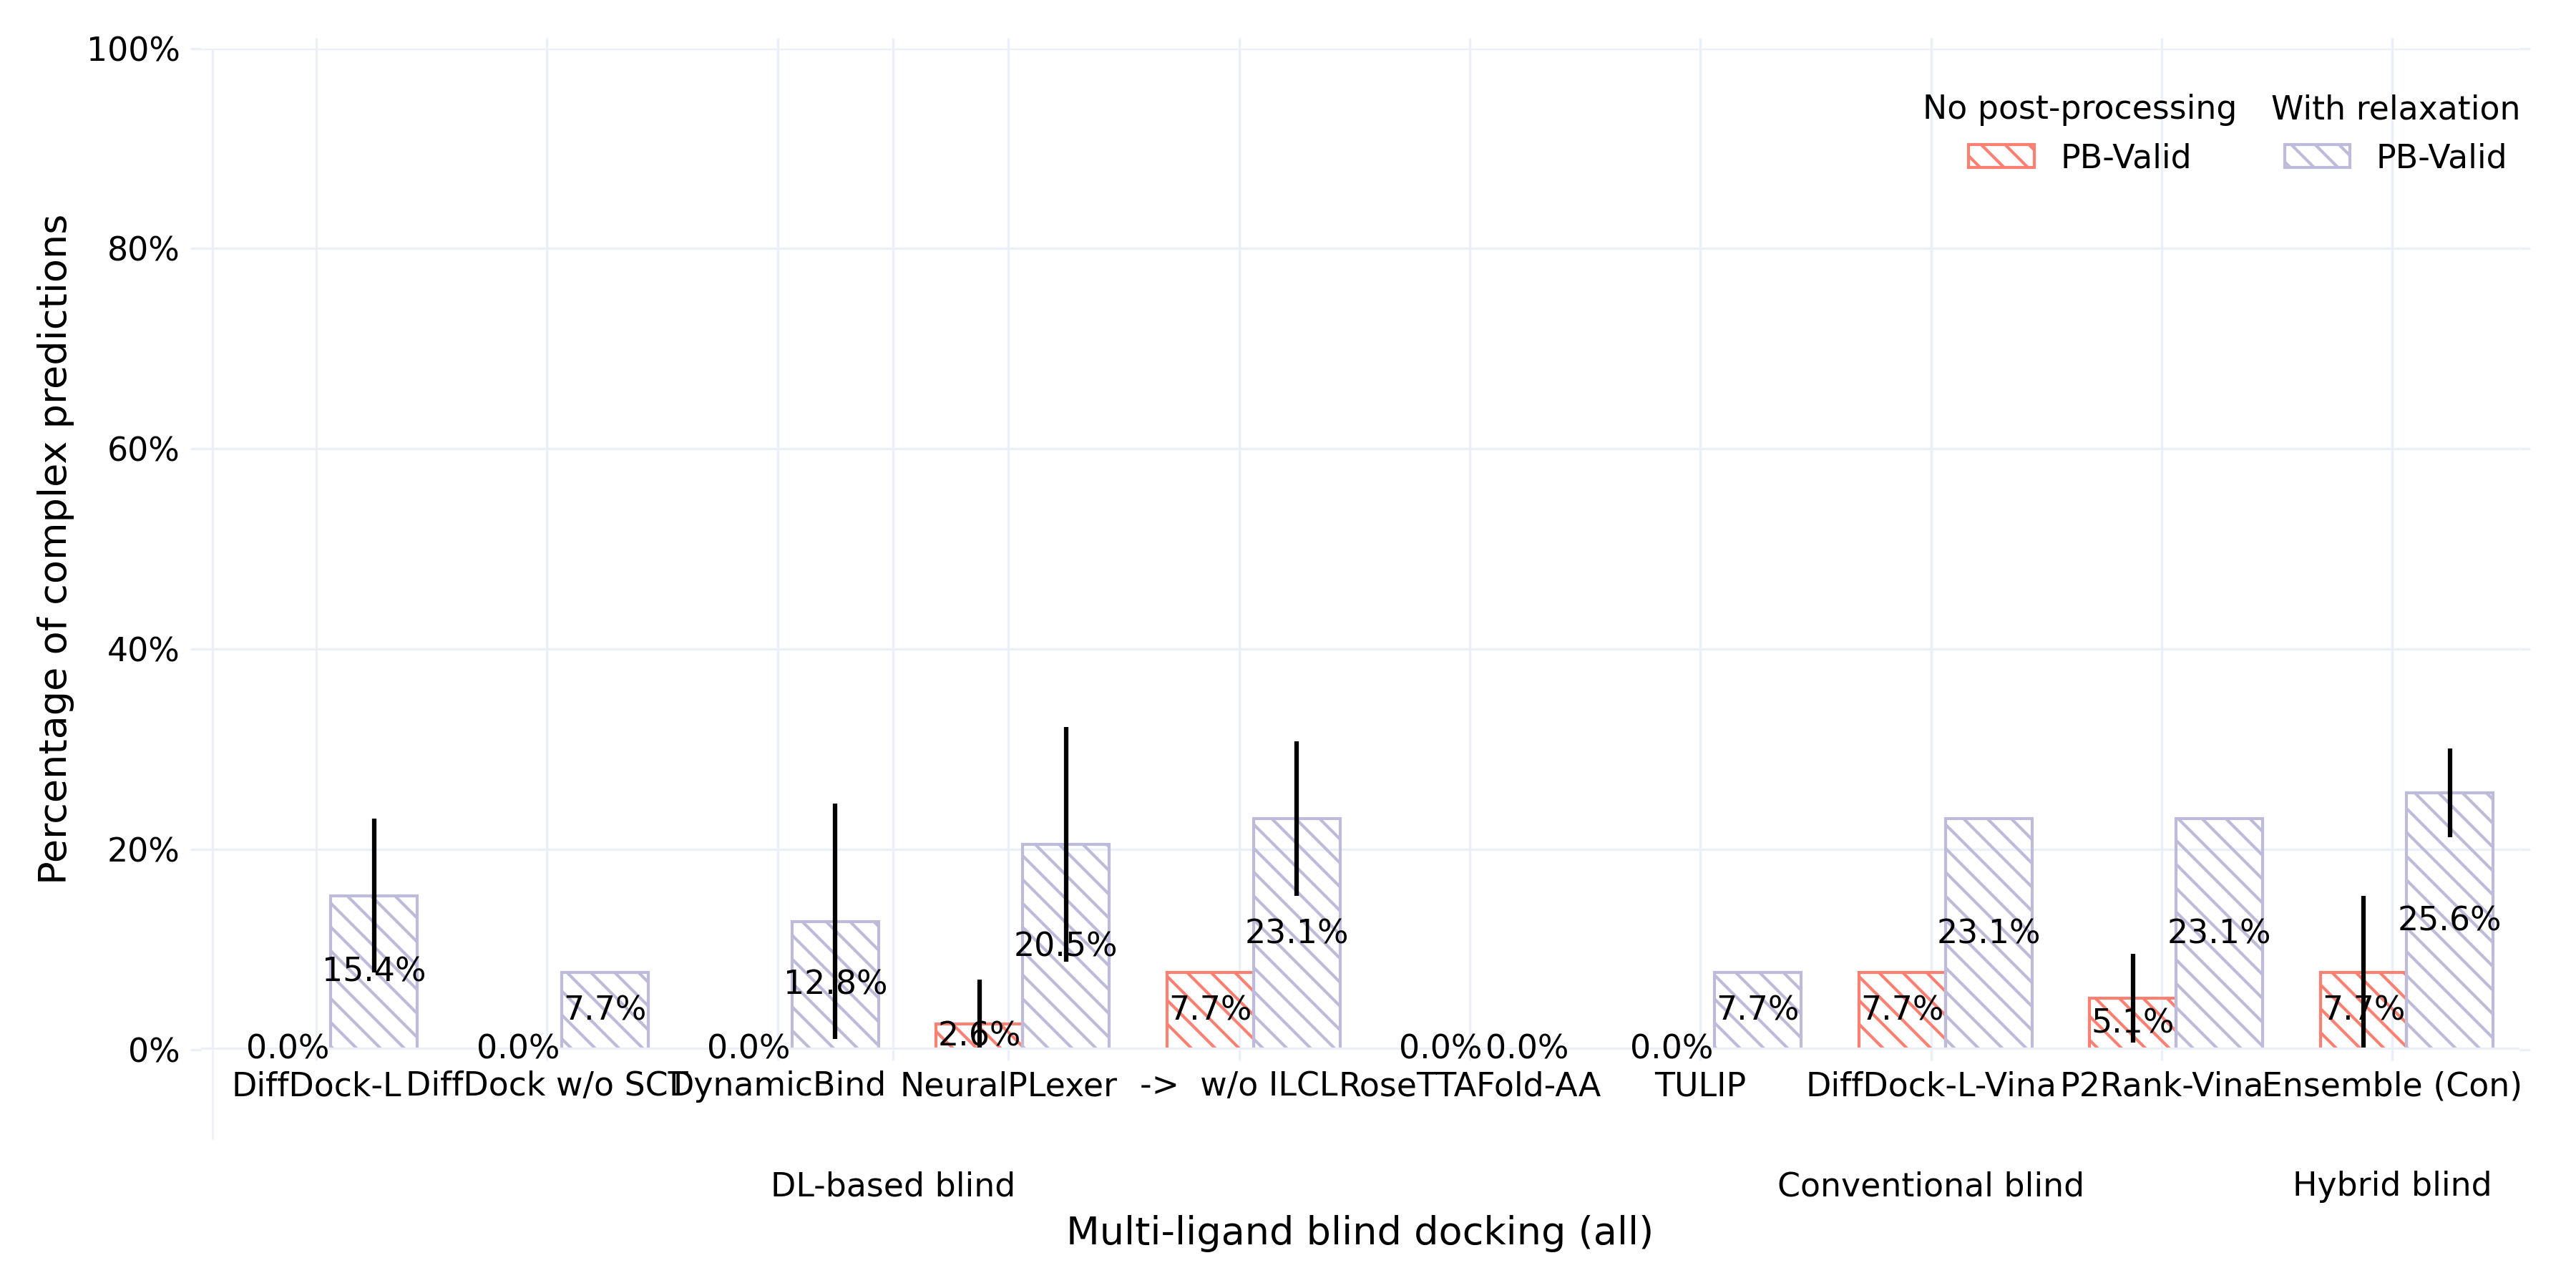 Percentage of complex predictions
100%
80%
60%
40%
20%
0%
No post-processing With relaxation
PB-Valid PB-Valid
0.0% 15.4% 0.0% 7.7% 0.0% 12.8% 2.6% 20.5% 7.7% 23.1% 0.0% 0.0% 0.0% 7.7% 7.7% 23.1% 5.1% 23.1% 7.7% 25.6%
DiffDock-L DiffDock w/o SCT DynamicBind NeuralPLexer -> w/o ILCL RoseTTAFold-AA TULIP DiffDock-L-Vina P2Rank-Vina Ensemble (Con)
DL-based blind Conventional blind Hybrid blind
Multi-ligand blind docking (all)